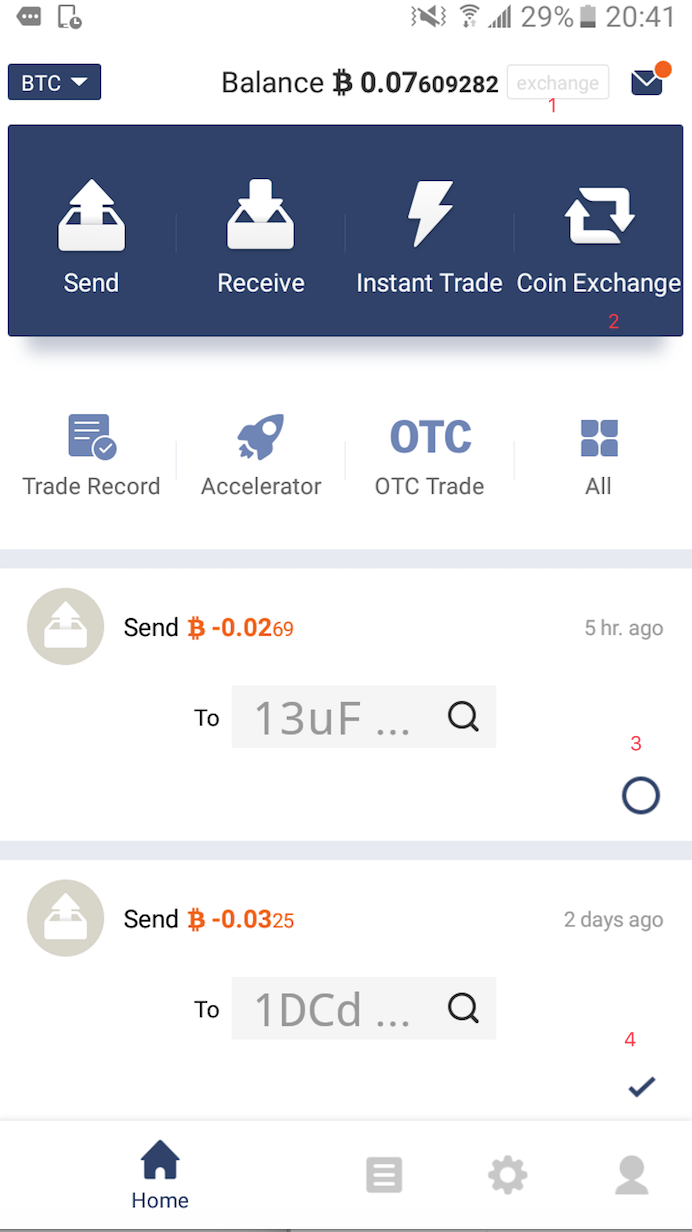 29% 20:41
BTC Balance ₿ 0.07609282 exchange
1
Send Receive Instant Trade Coin Exchange
2
OTC
Trade Record Accelerator OTC Trade All
Send ₿ -0.0269 5 hr. ago
To 13uF ...
3
Send ₿ -0.0325 2 days ago
To 1DCd ...
4
Home